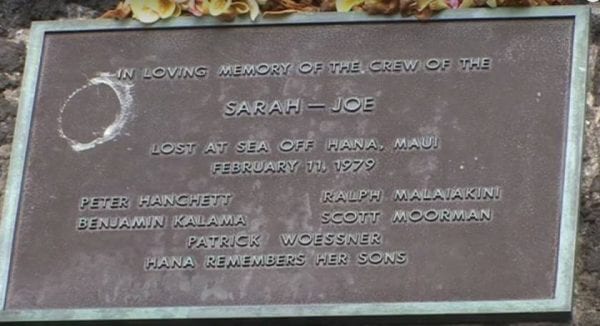 IN LOVING MEMORY OF THE CREW OF THE
SARAH — JOE
LOST AT SEA OFF HANA, MAUI
FEBRUARY 11, 1979
PETER HANCHETT RALPH MALAIAKINI
BENJAMIN KALAMA SCOTT MOORMAN
PATRICK WOESSNER
HANA REMEMBERS HER SONS